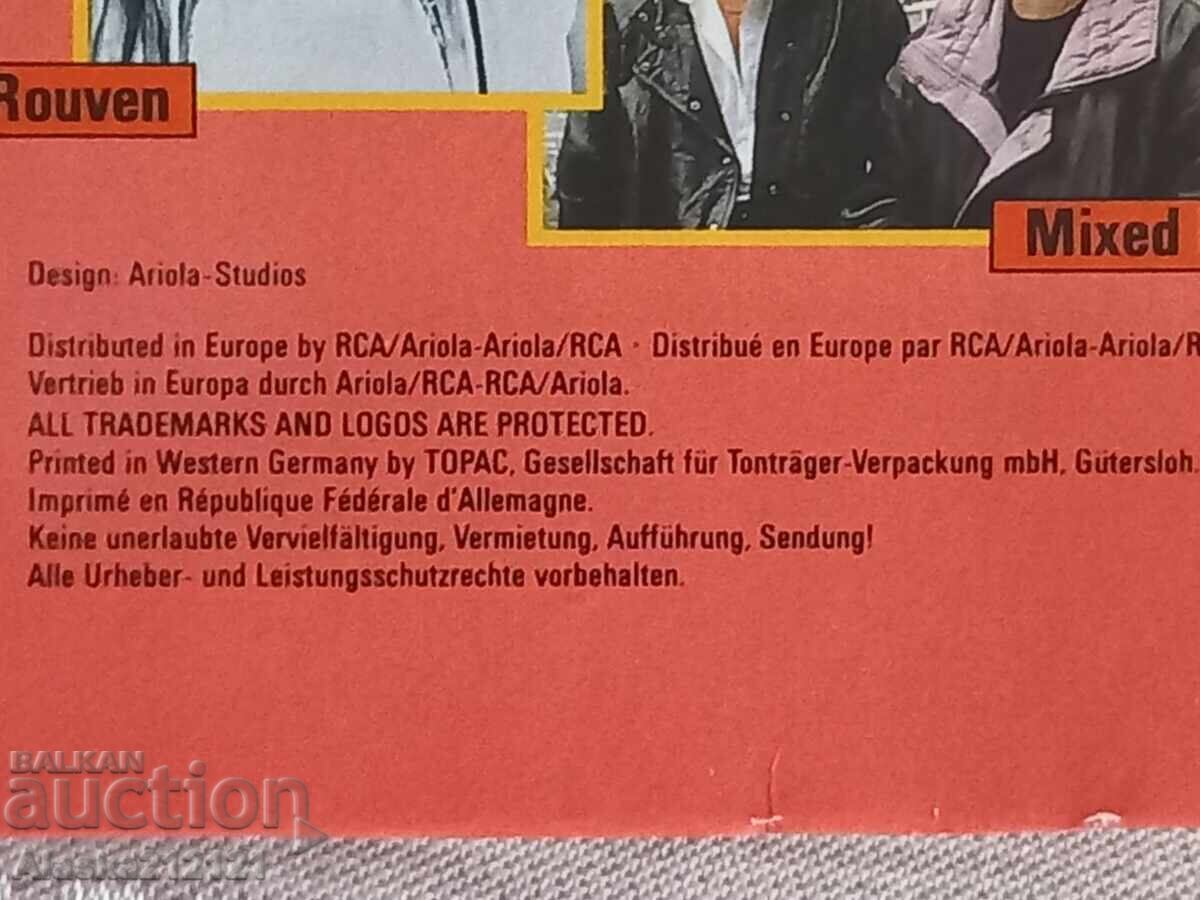 Rouven
Mixed
Design: Ariola-Studios
Distributed in Europe by RCA/Ariola-Ariola/RCA · Distribué en Europe par RCA/Ariola-Ariola/R
Vertrieb in Europa durch Ariola/RCA-RCA/Ariola.
ALL TRADEMARKS AND LOGOS ARE PROTECTED.
Printed in Western Germany by TOPAC, Gesellschaft für Tonträger-Verpackung mbH, Gütersloh.
Imprimé en République Fédérale d'Allemagne.
Keine unerlaubte Vervielfältigung, Vermietung, Aufführung, Sendung!
Alle Urheber- und Leistungsschutzrechte vorbehalten.
BALKAN
auction
Alaska212121